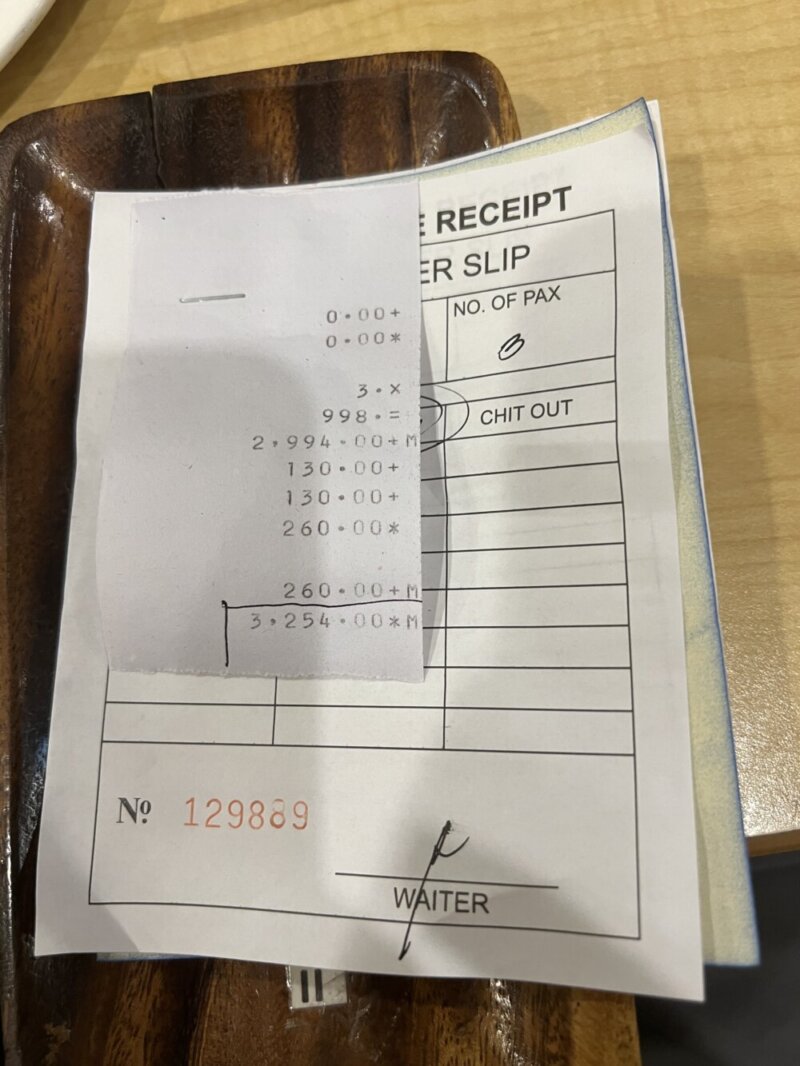 RECEIPT
ER SLIP
NO. OF PAX
3
CHIT OUT
0.00+
0.00*
3.×
998.=
2,994.00+M
130.00+
130.00+
260.00*
260.00+M
3,254.00*M
No 129889
WAITER